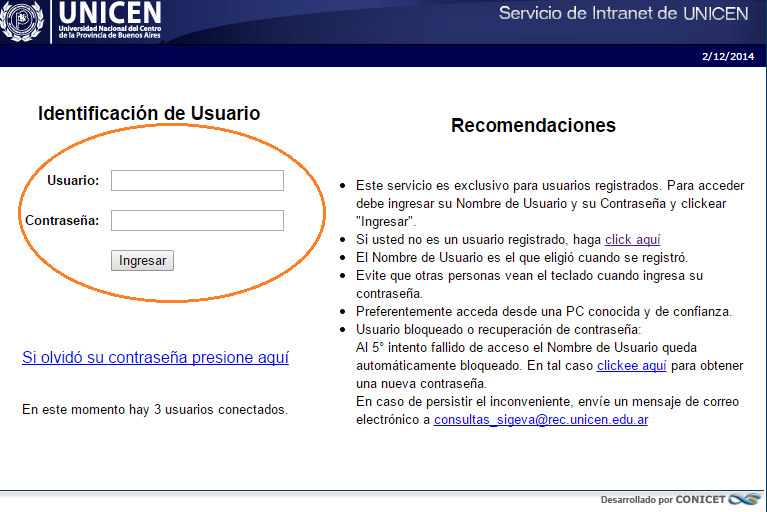 UNICEN
Universidad Nacional del Centro
de la Provincia de Buenos Aires
Servicio de Intranet de UNICEN
2/12/2014
Identificación de Usuario
Usuario:
Contraseña:
Ingresar
Si olvidó su contraseña presione aquí
En este momento hay 3 usuarios conectados.
Recomendaciones
Este servicio es exclusivo para usuarios registrados. Para acceder
debe ingresar su Nombre de Usuario y su Contraseña y clickear
"Ingresar".
Si usted no es un usuario registrado, haga click aquí
El Nombre de Usuario es el que eligió cuando se registró.
Evite que otras personas vean el teclado cuando ingresa su
contraseña.
Preferentemente acceda desde una PC conocida y de confianza.
Usuario bloqueado o recuperación de contraseña:
Al 5° intento fallido de acceso el Nombre de Usuario queda
automáticamente bloqueado. En tal caso clickee aquí para obtener
una nueva contraseña.
En caso de persistir el inconveniente, envíe un mensaje de correo
electrónico a consultas_sigeva@rec.unicen.edu.ar
Desarrollado por CONICET